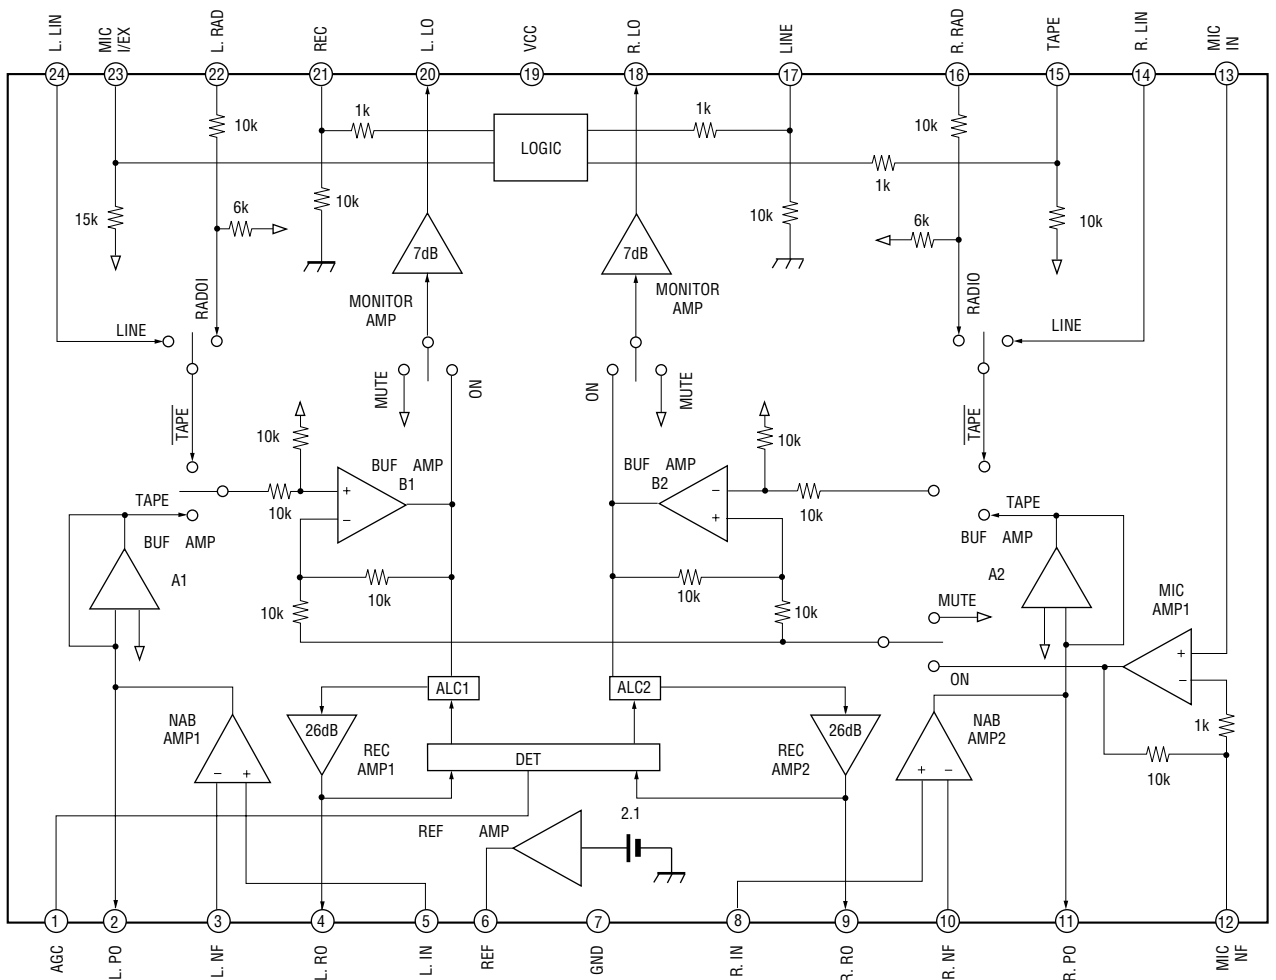 L. LIN
MIC
I/EX
L. RAD
REC
L. LO
VCC
R. LO
LINE
R. RAD
TAPE
R. LIN
MIC
IN
24
23
22
21
20
19
18
17
16
15
14
13
10k
1k
LOGIC
1k
10k
1k
15k
6k
10k
7dB
7dB
10k
6k
10k
RADOI
MONITOR
AMP
MONITOR
AMP
RADIO
LINE
LINE
MUTE
ON
ON
MUTE
TAPE
TAPE
10k
BUF AMP
B1
+
−
BUF AMP
B2
−
+
10k
TAPE
10k
10k
TAPE
BUF AMP
A1
BUF AMP
A2
10k
10k
10k
10k
MUTE
MIC
AMP1
+
−
ON
ALC1
ALC2
NAB
AMP1
− +
26dB
REC
AMP1
DET
REC
AMP2
26dB
NAB
AMP2
+ −
1k
10k
REF AMP
2.1
1
2
3
4
5
6
7
8
9
10
11
12
AGC
L. PO
L. NF
L. RO
L. IN
REF
GND
R. IN
R. RO
R. NF
R. PO
MIC
NF